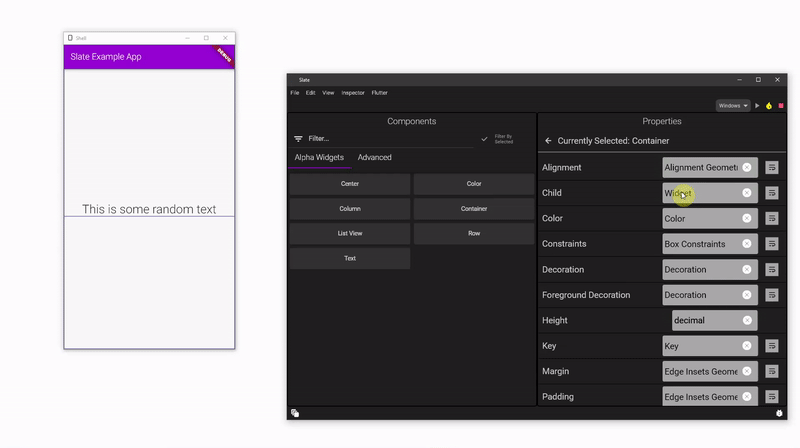 Shell
Slate Example App
DEBUG
This is some random text
Slate
File Edit View Inspector Flutter
Windows
Components
Filter...
Filter By
Selected
Alpha Widgets Advanced
Center Color
Column Container
List View Row
Text
Properties
Currently Selected: Container
Alignment Alignment Geometr
Child Widget
Color Color
Constraints Box Constraints
Decoration Decoration
Foreground Decoration Decoration
Height decimal
Key Key
Margin Edge Insets Geome
Padding Edge Insets Geome